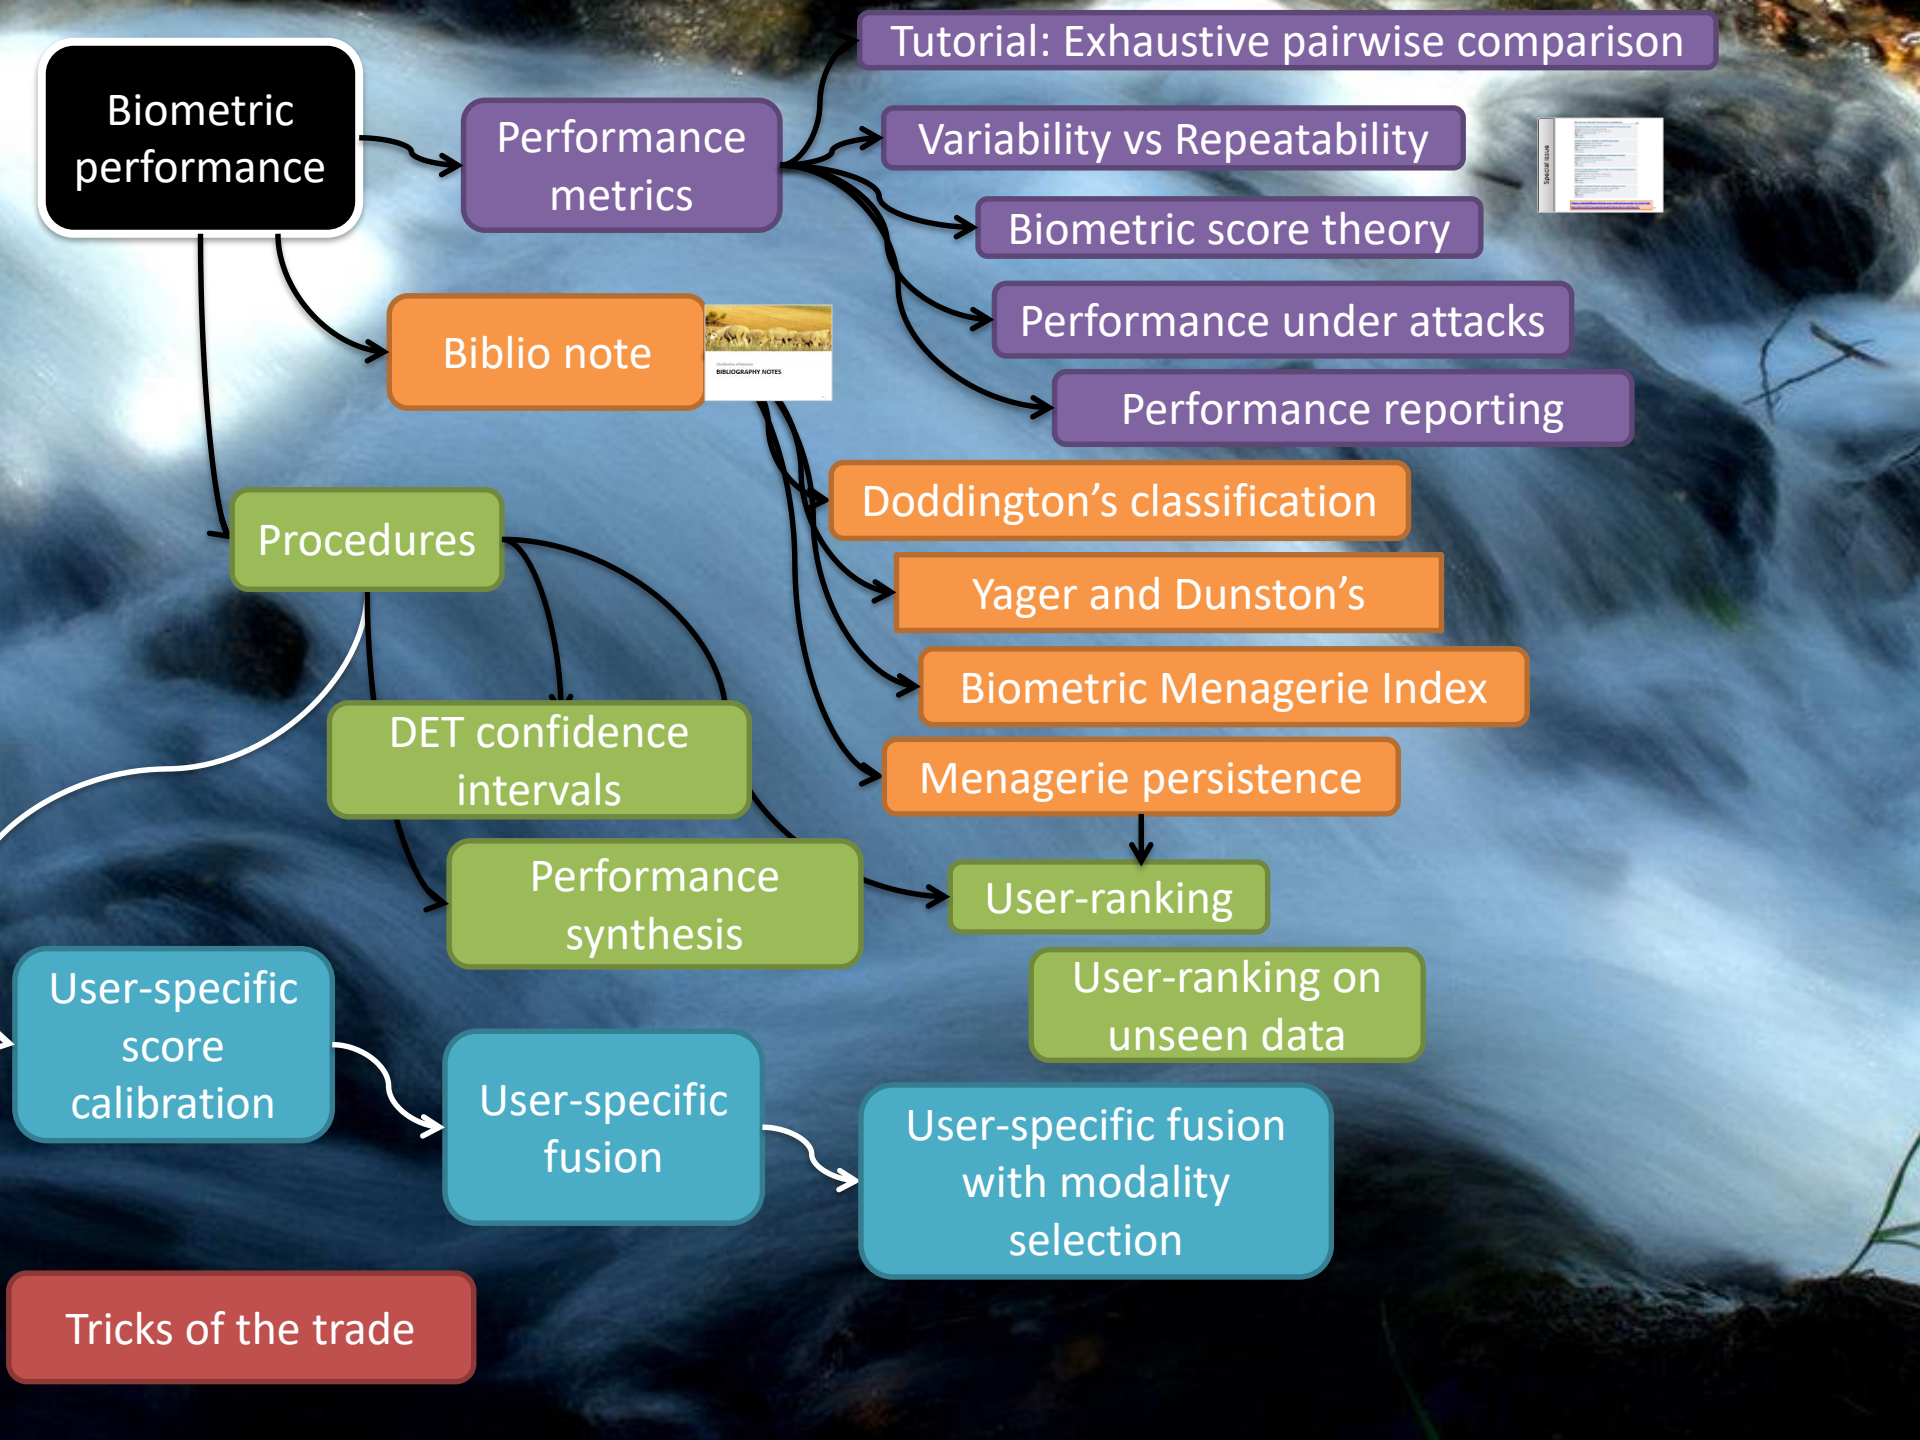 Tutorial: Exhaustive pairwise comparison
Biometric
performance
Performance
metrics
Variability vs Repeatability
Special issue
Biometric score theory
Performance under attacks
Biblio note
BIBLIOGRAPHY NOTES
Performance reporting
Doddington’s classification
Procedures
Yager and Dunston’s
Biometric Menagerie Index
DET confidence
intervals
Menagerie persistence
Performance
synthesis
User-ranking
User-ranking on
unseen data
User-specific
score
calibration
User-specific
fusion
User-specific fusion
with modality
selection
Tricks of the trade